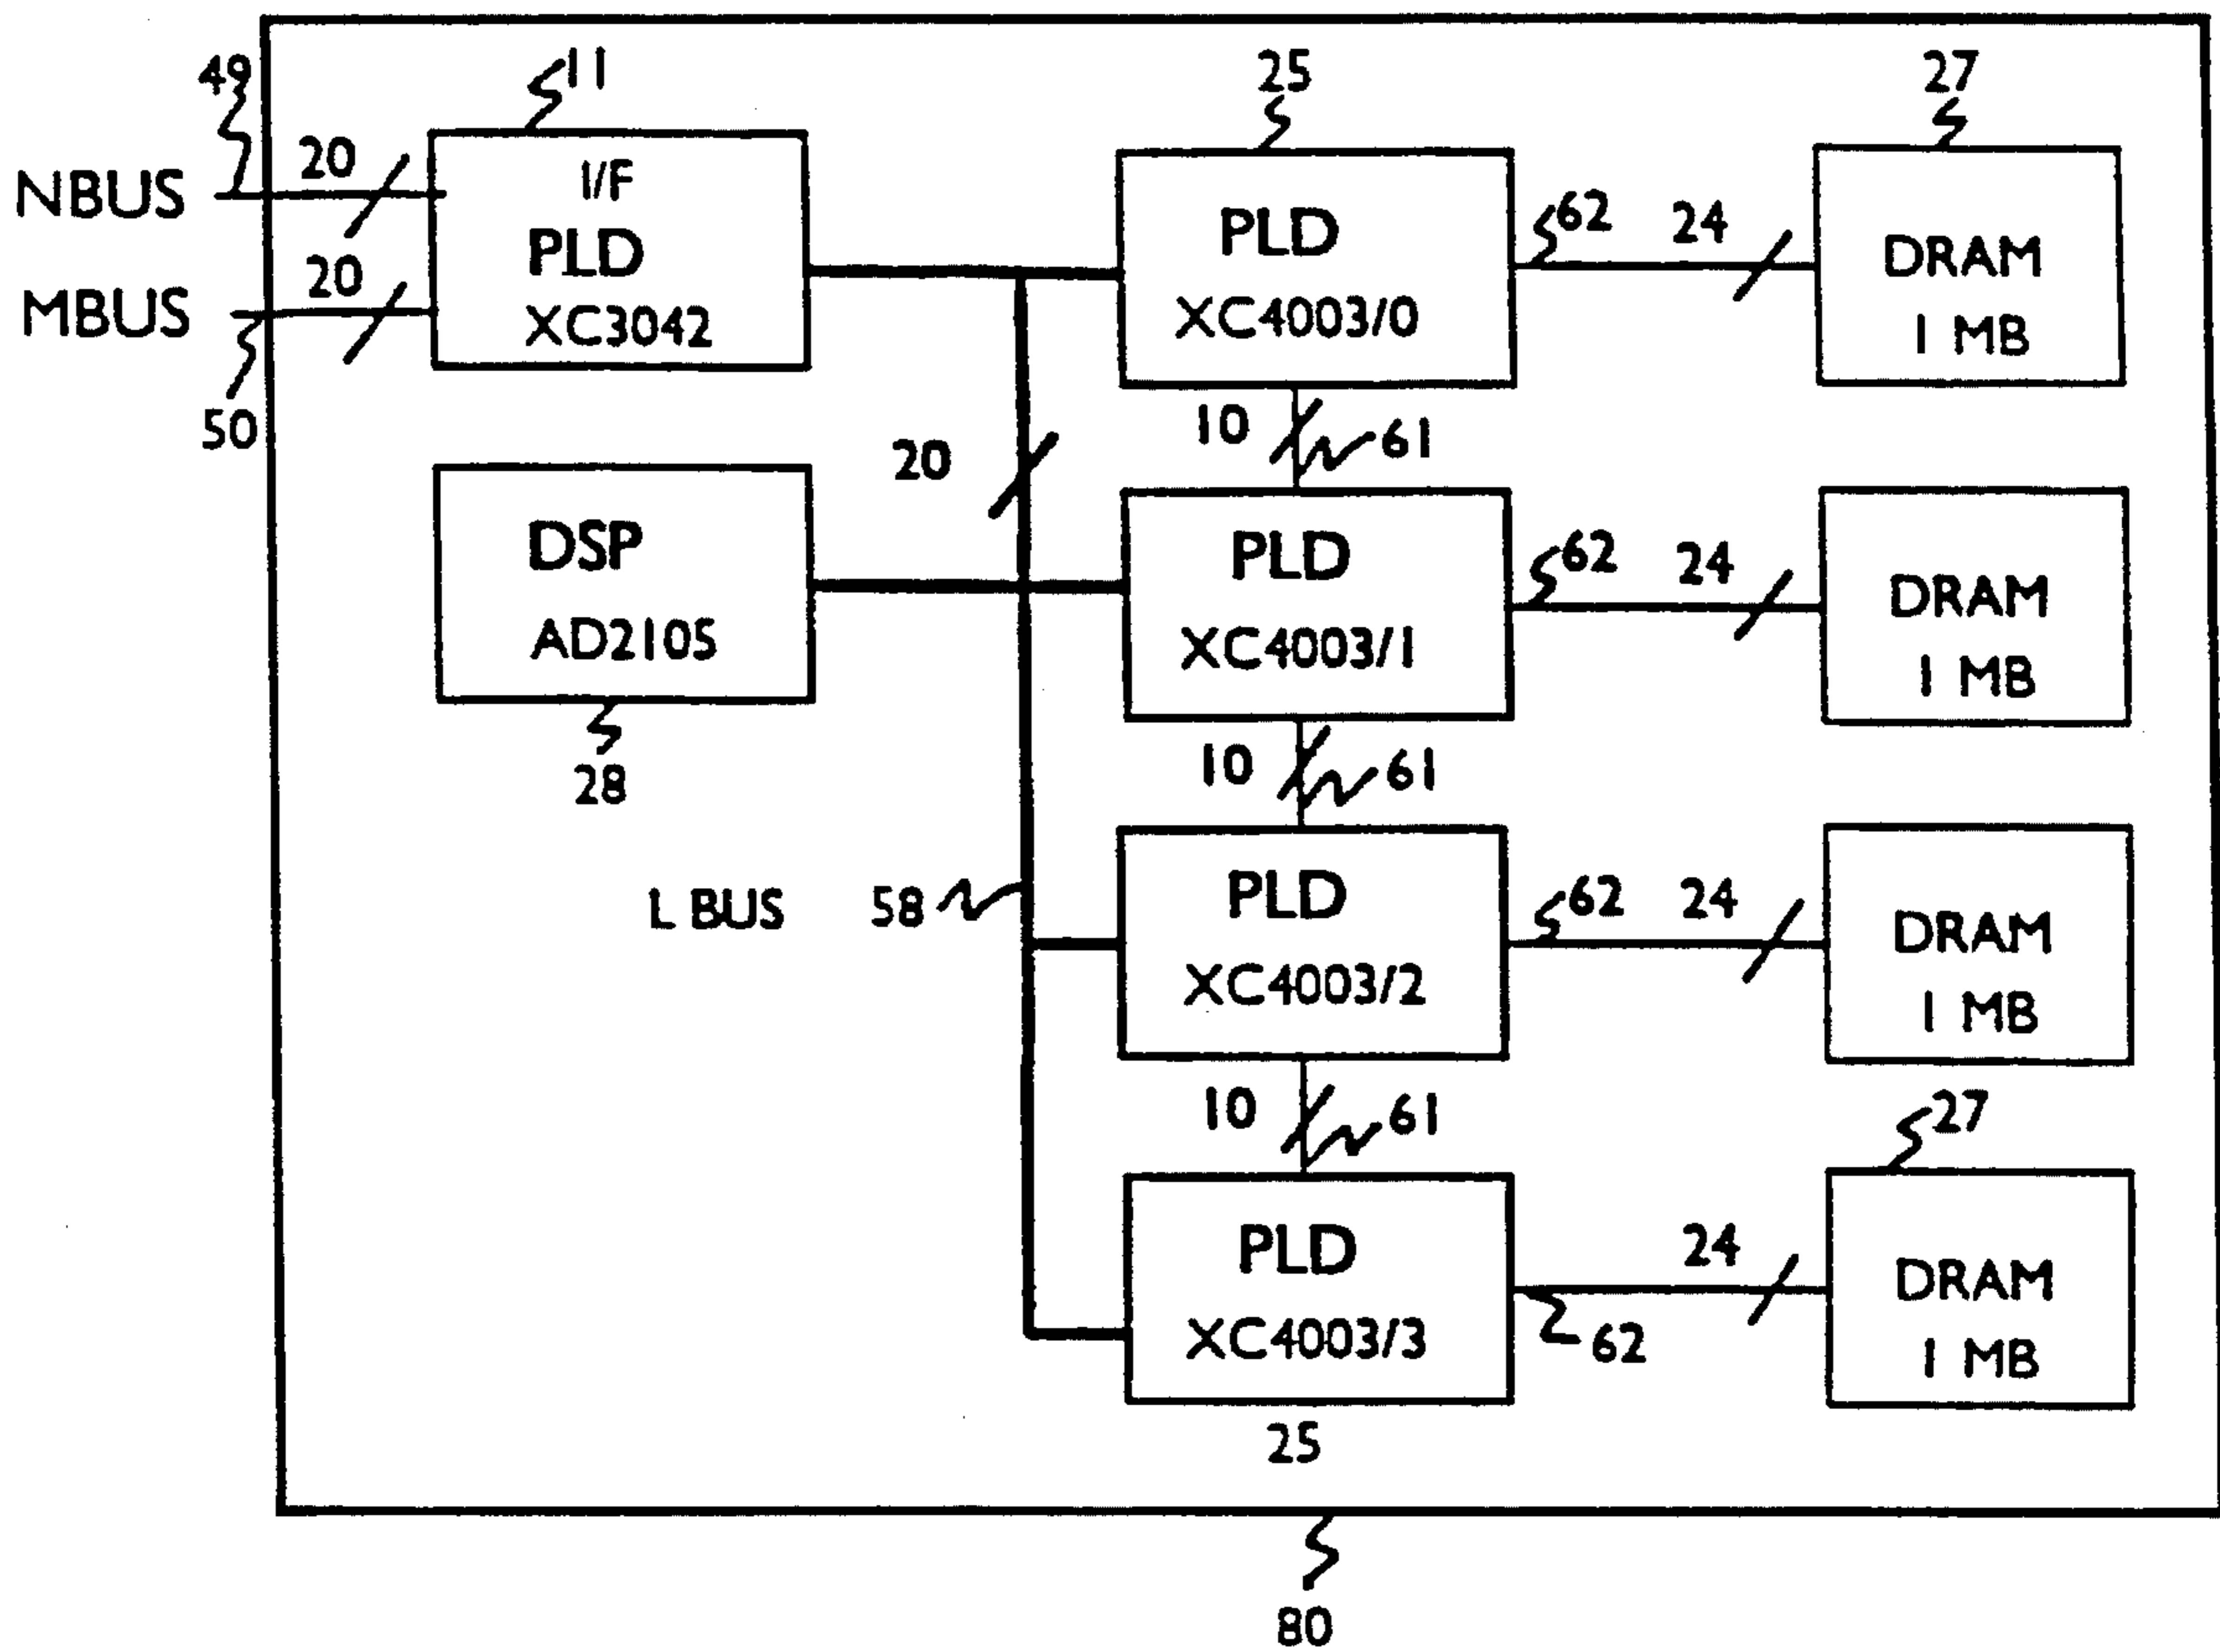 49
11
25
27
NBUS
20
I/F
PLD
XC3042
PLD
XC4003/0
62
24
DRAM
1 MB
MBUS
20
50
10
61
20
DSP
AD2105
28
PLD
XC4003/1
62
24
DRAM
1 MB
10
61
L BUS
58
PLD
XC4003/2
62
24
DRAM
1 MB
10
61
27
PLD
XC4003/3
24
62
DRAM
1 MB
25
80